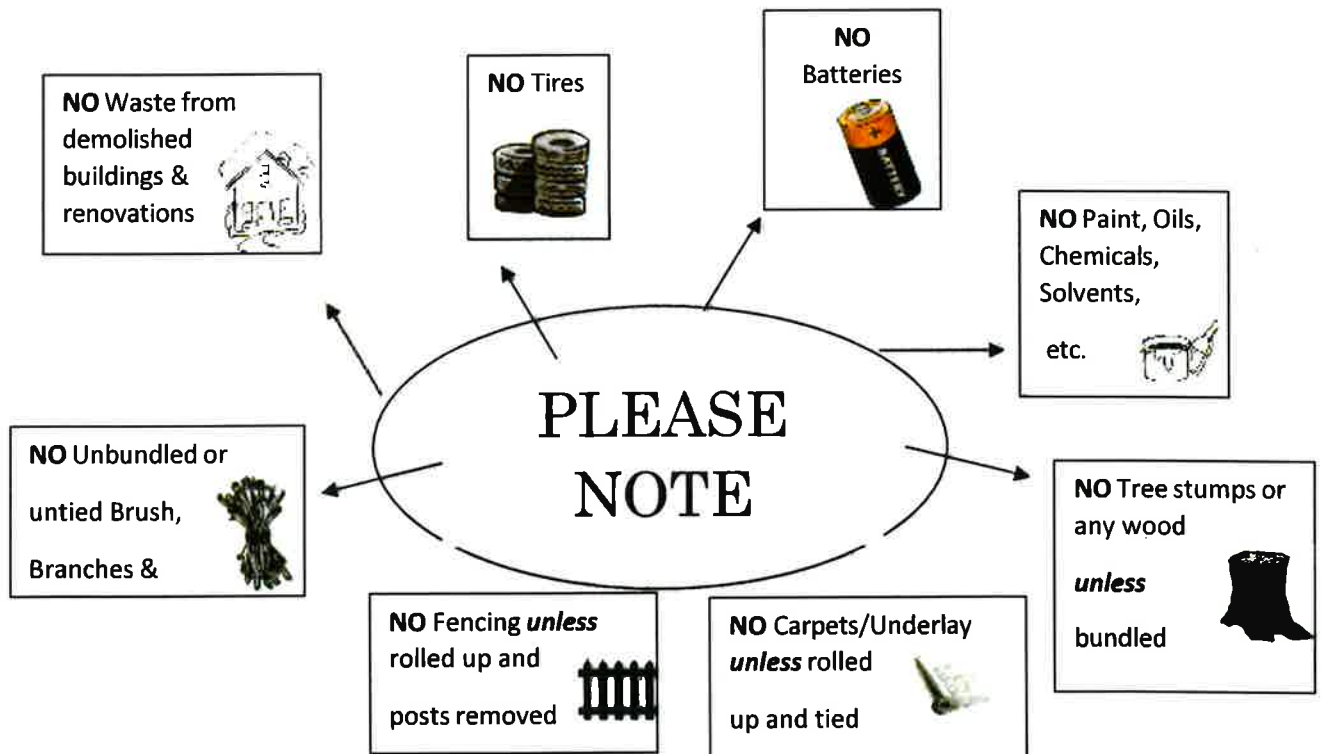 NO
Batteries
BATTERY
NO Tires
NO Waste from
demolished
buildings &
renovations
NO Paint, Oils,
Chemicals,
Solvents,
etc.
PLEASE
NOTE
NO Unbundled or
untied Brush,
Branches &
NO Tree stumps or
any wood
unless
bundled
NO Fencing unless
rolled up and
posts removed
NO Carpets/Underlay
unless rolled
up and tied